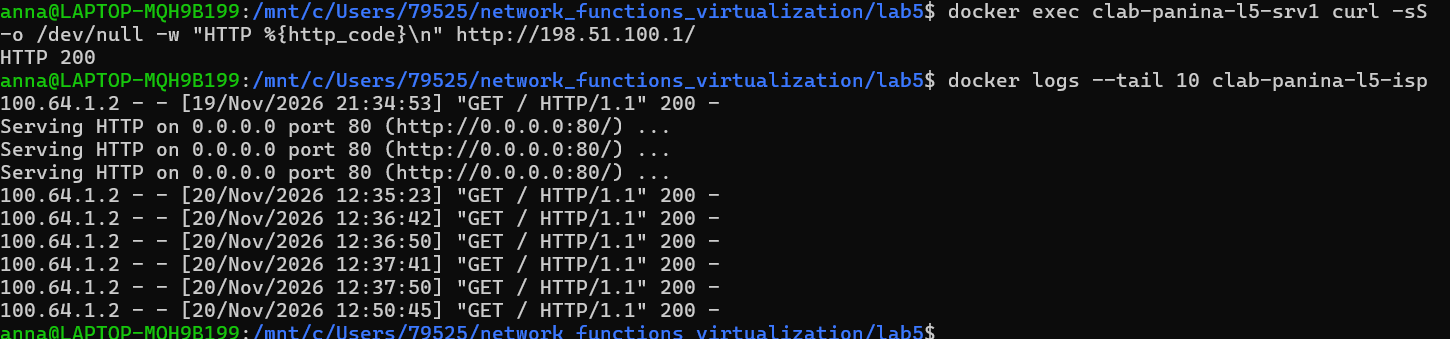 anna@LAPTOP-MQH9B199:/mnt/c/Users/79525/network_functions_virtualization/lab5$ docker exec clab-panina-l5-srv1 curl -sS
-o /dev/null -w "HTTP %{http_code}\n" http://198.51.100.1/
HTTP 200
anna@LAPTOP-MQH9B199:/mnt/c/Users/79525/network_functions_virtualization/lab5$ docker logs --tail 10 clab-panina-l5-isp
100.64.1.2 - - [19/Nov/2026 21:34:53] "GET / HTTP/1.1" 200 -
Serving HTTP on 0.0.0.0 port 80 (http://0.0.0.0:80/) ...
Serving HTTP on 0.0.0.0 port 80 (http://0.0.0.0:80/) ...
Serving HTTP on 0.0.0.0 port 80 (http://0.0.0.0:80/) ...
100.64.1.2 - - [20/Nov/2026 12:35:23] "GET / HTTP/1.1" 200 -
100.64.1.2 - - [20/Nov/2026 12:36:42] "GET / HTTP/1.1" 200 -
100.64.1.2 - - [20/Nov/2026 12:36:50] "GET / HTTP/1.1" 200 -
100.64.1.2 - - [20/Nov/2026 12:37:41] "GET / HTTP/1.1" 200 -
100.64.1.2 - - [20/Nov/2026 12:37:50] "GET / HTTP/1.1" 200 -
100.64.1.2 - - [20/Nov/2026 12:50:45] "GET / HTTP/1.1" 200 -
anna@LAPTOP-MQH9B199:/mnt/c/Users/79525/network_functions_virtualization/lab5$